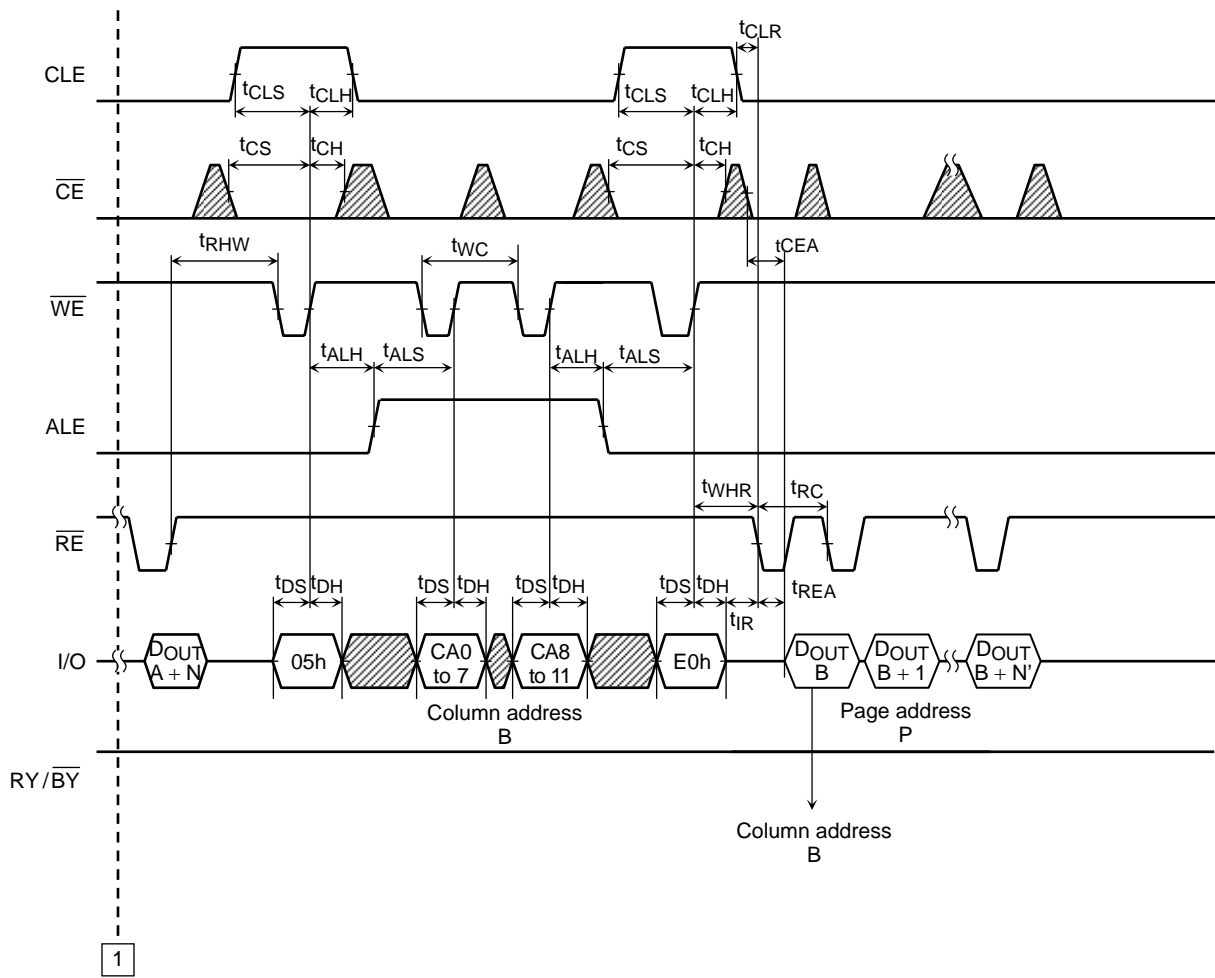 tCLR
CLE
tCLS tCLH tCLS tCLH
tCS tCH tCS tCH
CE
tRHW tWC tCEA
WE
tALH tALS tALH tALS
ALE
tWHR tRC
RE
tDS tDH tDS tDH tDS tDH tDS tDH tREA
tIR
I/O
DOUT A + N
05h
CA0 to 7
CA8 to 11
E0h
DOUT B
DOUT B + 1
DOUT B + N’
Column address
B
Page address
P
RY/BY
Column address
B
1